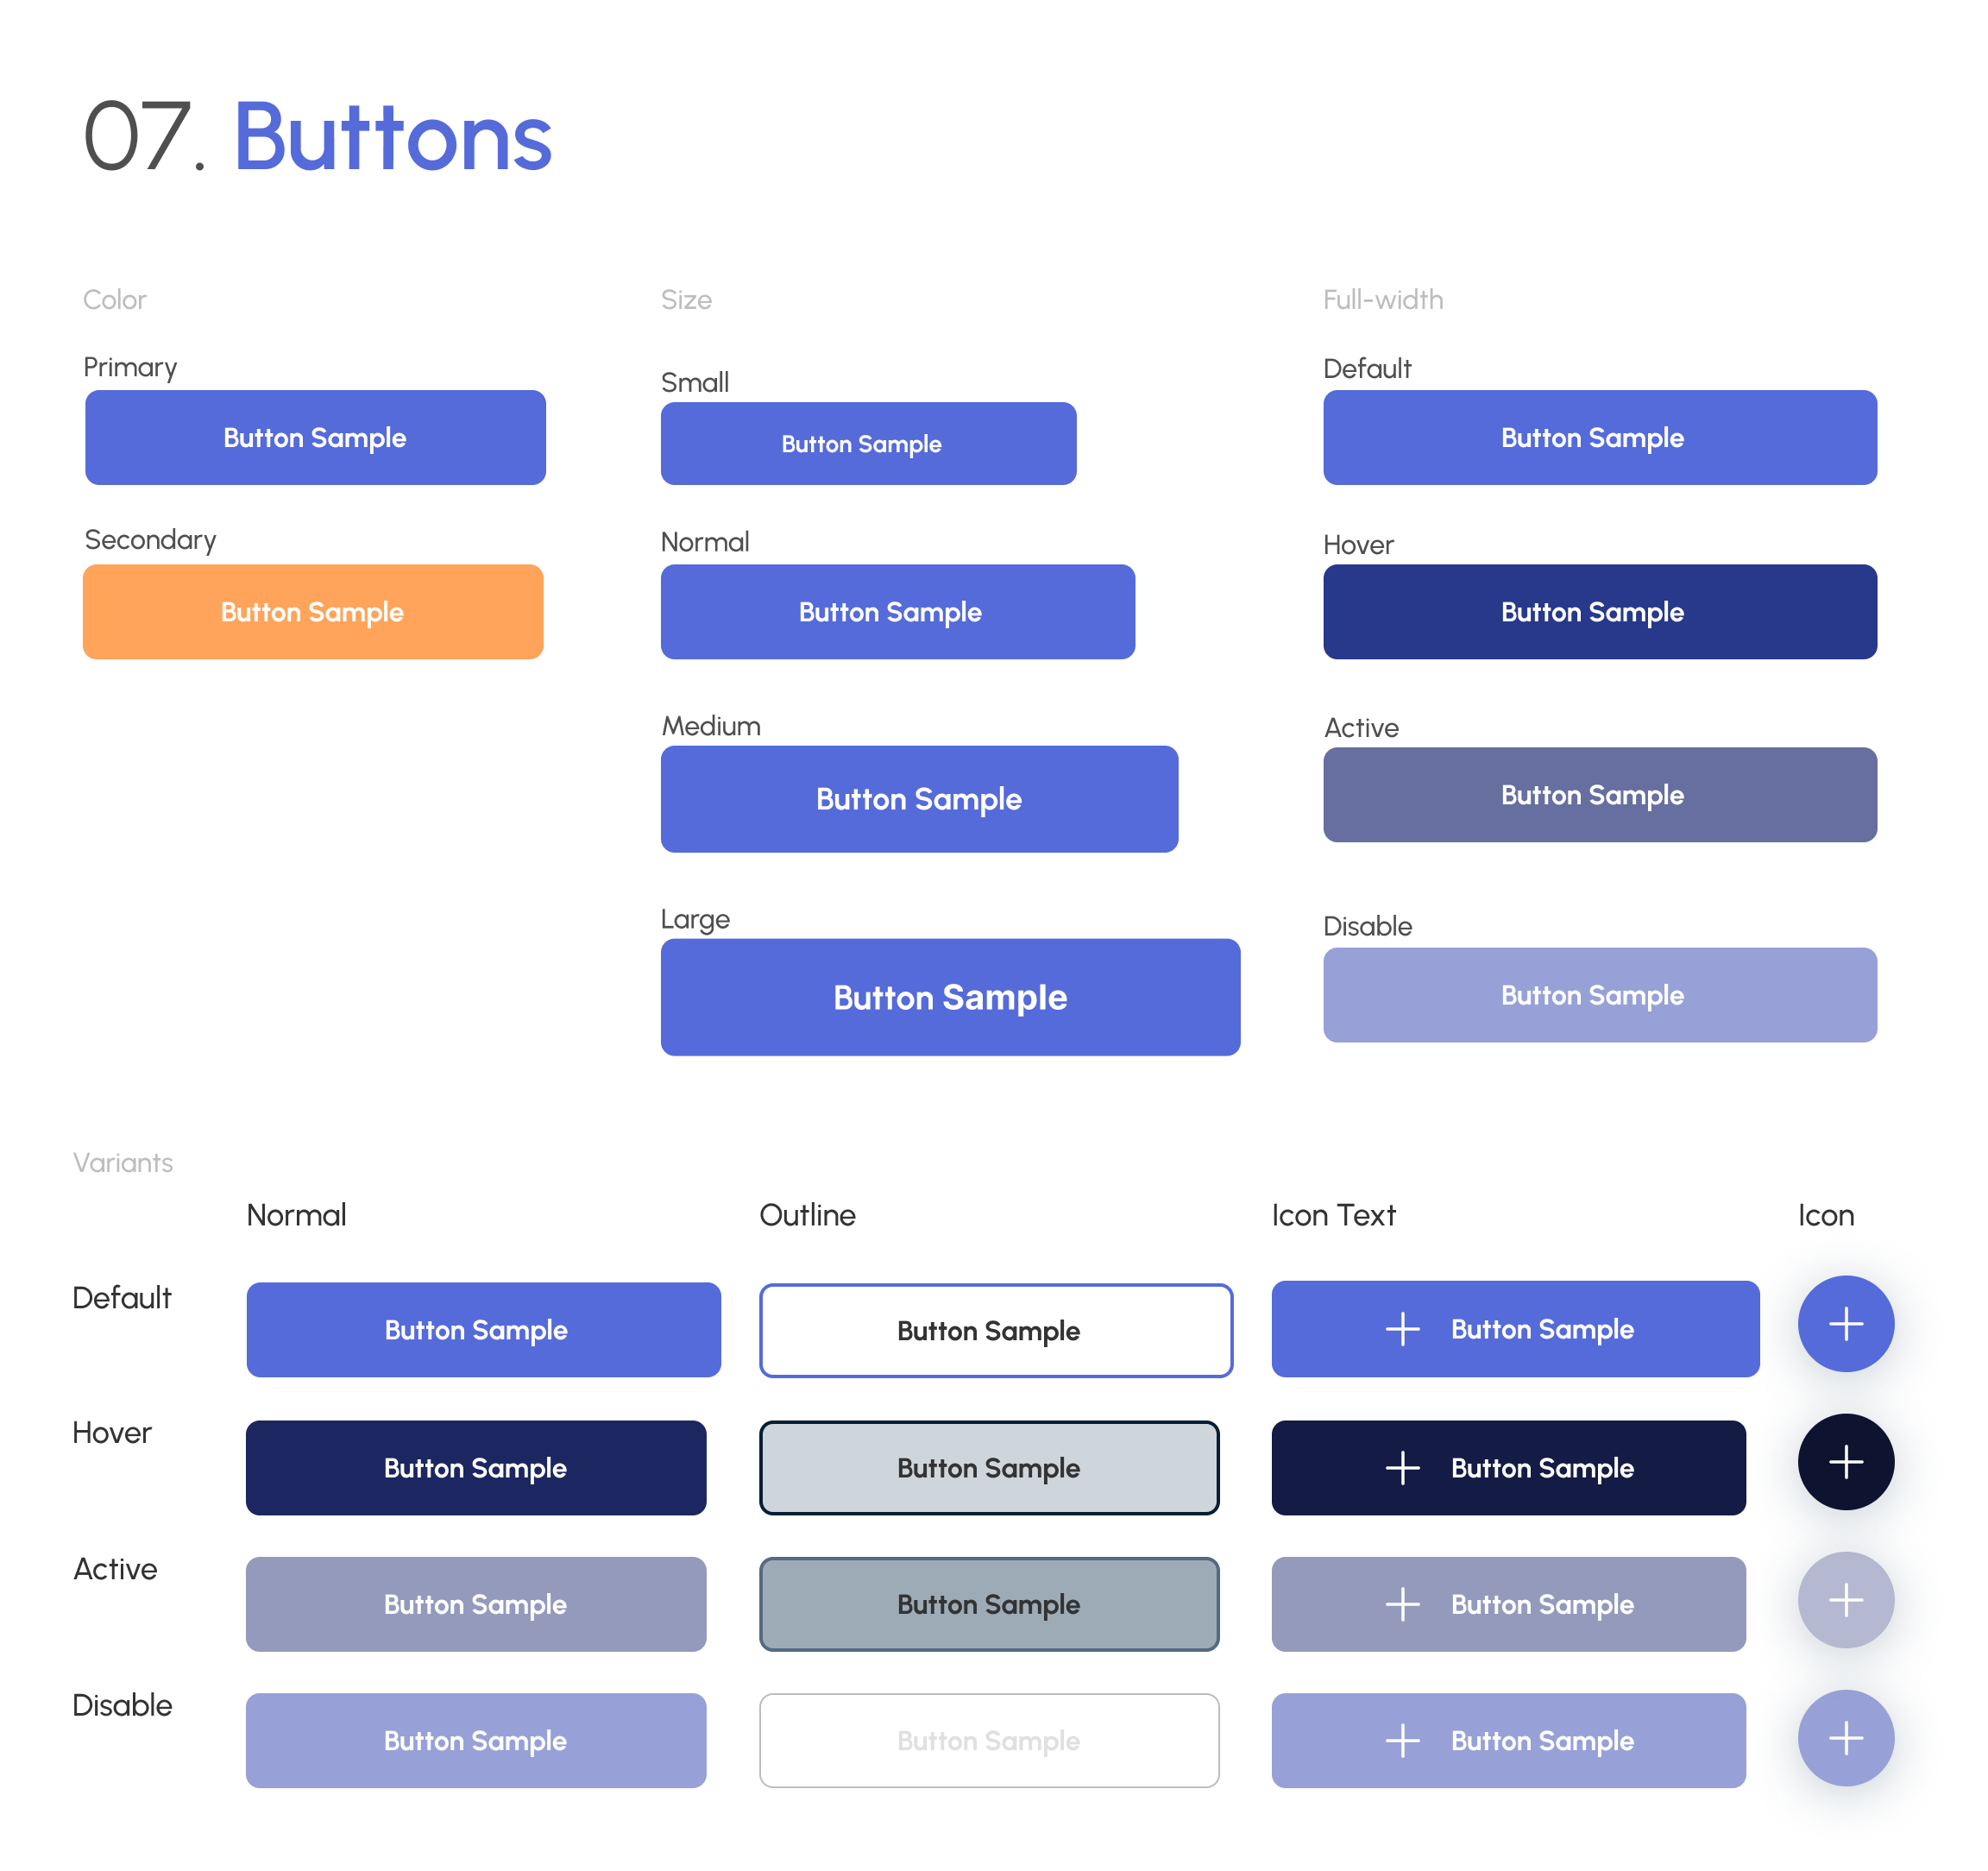 07. Buttons
Color
Primary
Button Sample
Secondary
Button Sample
Size
Small
Button Sample
Normal
Button Sample
Medium
Button Sample
Large
Button Sample
Full-width
Default
Button Sample
Hover
Button Sample
Active
Button Sample
Disable
Button Sample
Variants
Normal Outline Icon Text Icon
Default Button Sample Button Sample Button Sample
Hover Button Sample Button Sample Button Sample
Active Button Sample Button Sample Button Sample
Disable Button Sample Button Sample Button Sample